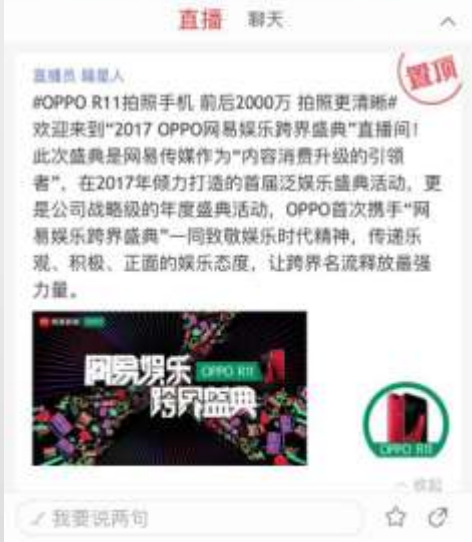 直播 聊天
置顶
直播员 瞄星人
#OPPO R11拍照手机 前后2000万 拍照更清晰#
欢迎来到“2017 OPPO网易娱乐跨界盛典”直播间！
此次盛典是网易传媒作为“内容消费升级的引领
者”，在2017年倾力打造的首届泛娱乐盛典活动，更
是公司战略级的年度盛典活动，OPPO首次携手“网
易娱乐跨界盛典”一同致敬娱乐时代精神，传递乐
观、积极、正面的娱乐态度，让跨界名流释放最强
力量。
网易娱乐 OPPO R11
跨界盛典
OPPO R11
收起
我要说两句